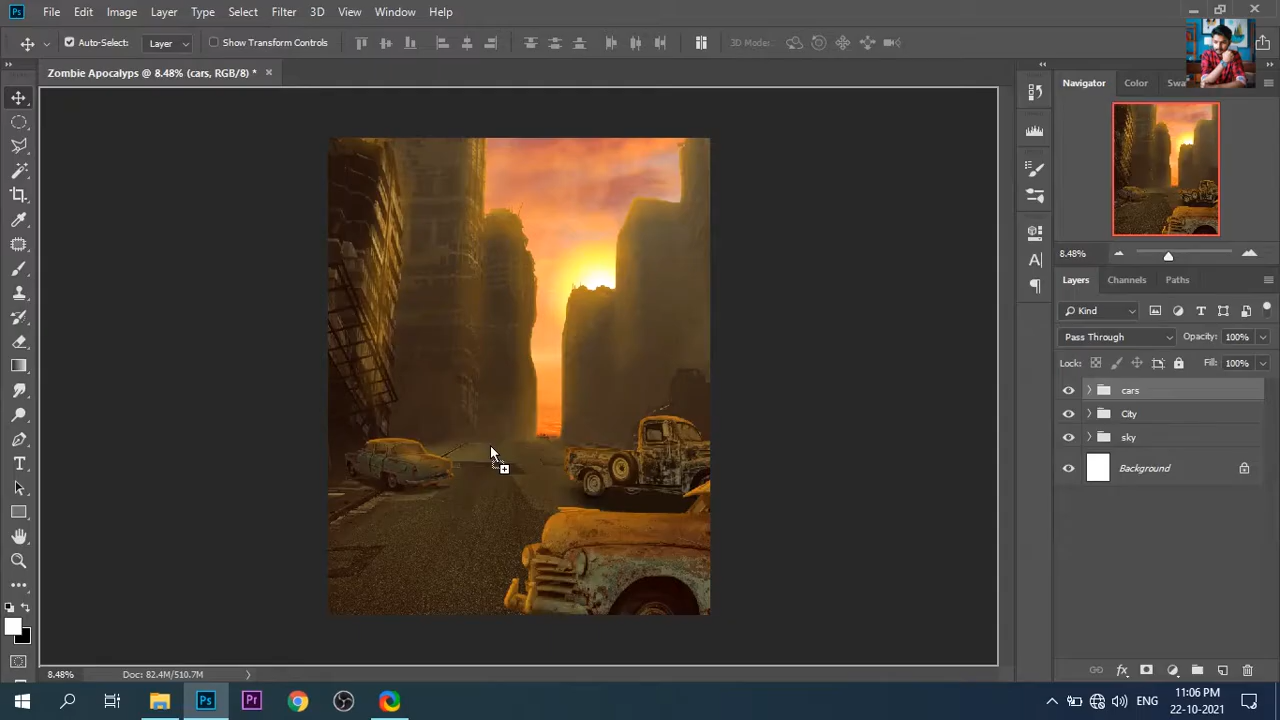 Ps File Edit Image Layer Type Select Filter 3D View Window Help
Auto-Select: Layer Show Transform Controls 3D Mode:
Zombie Apocalyps @ 8.48% (cars, RGB/8) *
Navigator Color Swa
8.48%
Layers Channels Paths
Kind
Pass Through Opacity: 100%
Lock: Fill: 100%
cars
City
sky
Background
8.48% Doc: 82.4M/510.7M
Ps Pr ENG 11:06 PM
22-10-2021